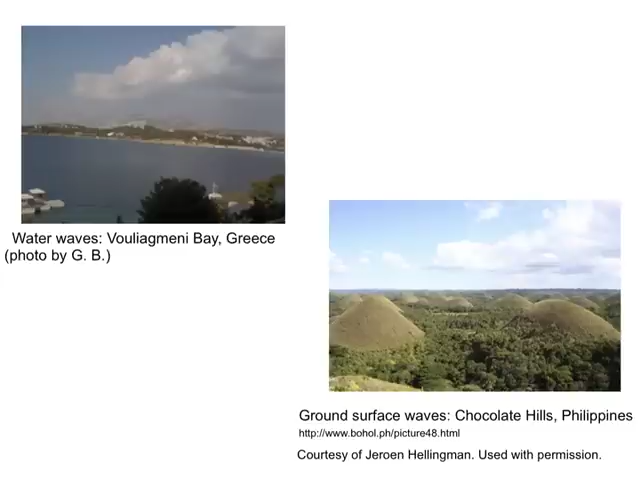 Water waves: Vouliagmeni Bay, Greece
(photo by G. B.)
Ground surface waves: Chocolate Hills, Philippines
http://www.bohol.ph/picture48.html
Courtesy of Jeroen Hellingman. Used with permission.